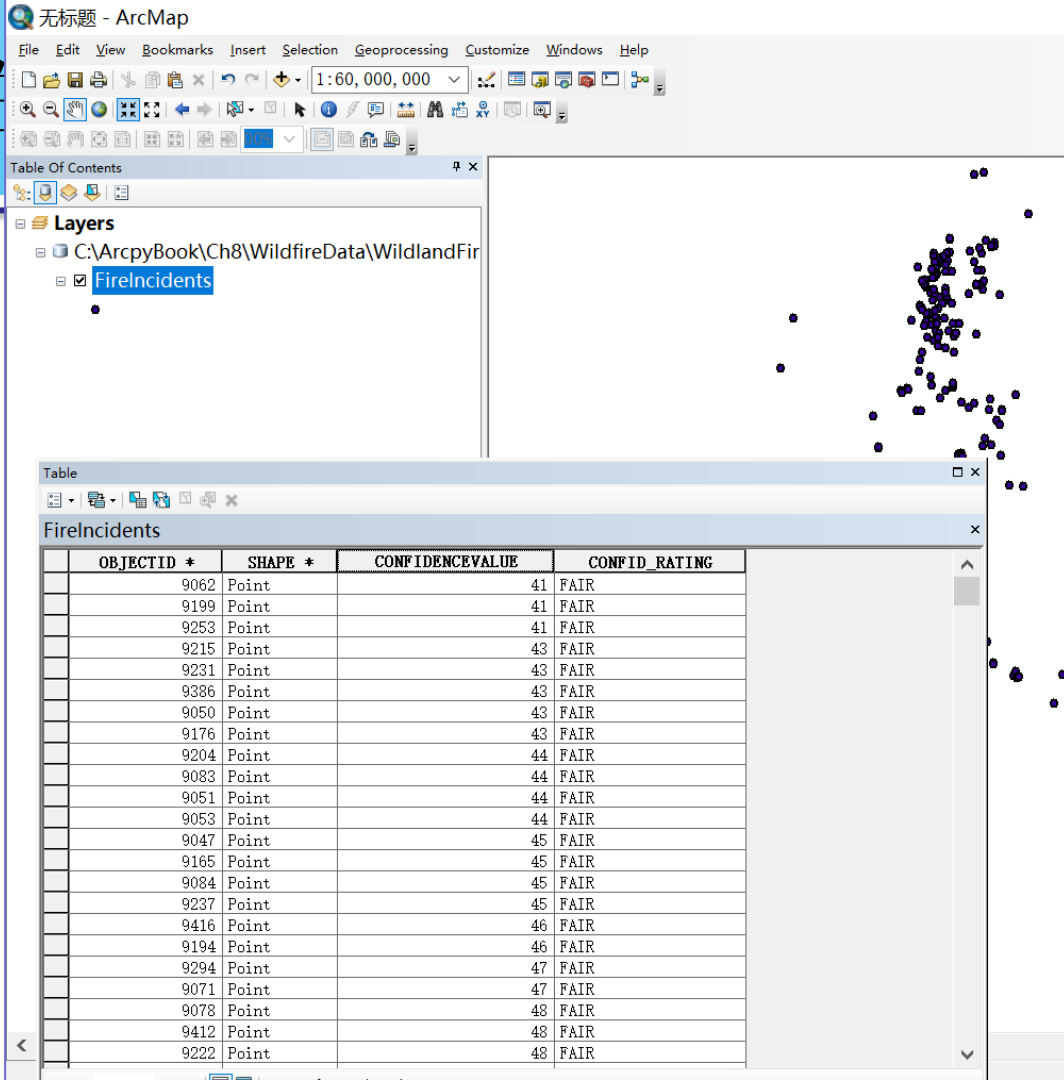 无标题 - ArcMap
File Edit View Bookmarks Insert Selection Geoprocessing Customize Windows Help
1:60,000,000
Table Of Contents
Layers
C:\ArcpyBook\Ch8\WildfireData\WildlandFir
FireIncidents
Table
FireIncidents
OBJECTID * SHAPE * CONFIDENCEVALUE CONFID_RATING
9062 Point 41 FAIR
9199 Point 41 FAIR
9253 Point 41 FAIR
9215 Point 43 FAIR
9231 Point 43 FAIR
9386 Point 43 FAIR
9050 Point 43 FAIR
9176 Point 43 FAIR
9204 Point 44 FAIR
9083 Point 44 FAIR
9051 Point 44 FAIR
9053 Point 44 FAIR
9047 Point 45 FAIR
9165 Point 45 FAIR
9084 Point 45 FAIR
9237 Point 45 FAIR
9416 Point 46 FAIR
9194 Point 46 FAIR
9294 Point 47 FAIR
9071 Point 47 FAIR
9078 Point 48 FAIR
9412 Point 48 FAIR
9222 Point 48 FAIR